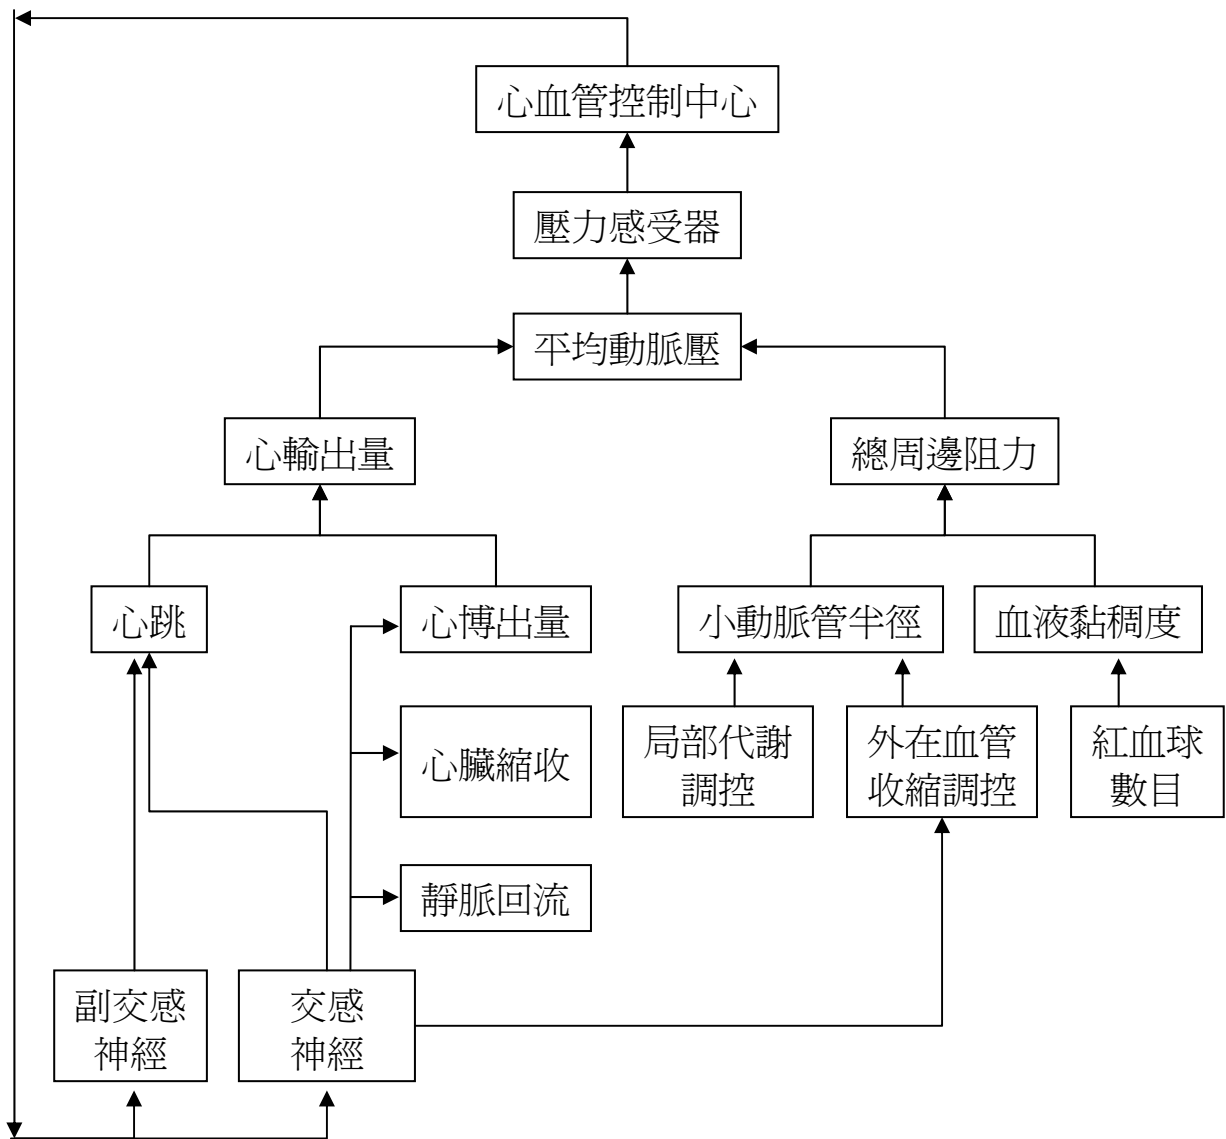 心血管控制中心
壓力感受器
平均動脈壓
心輸出量
總周邊阻力
心跳
心博出量
小動脈管半徑
血液黏稠度
心臟縮收
局部代謝
調控
外在血管
收縮調控
紅血球
數目
靜脈回流
副交感
神經
交感
神經